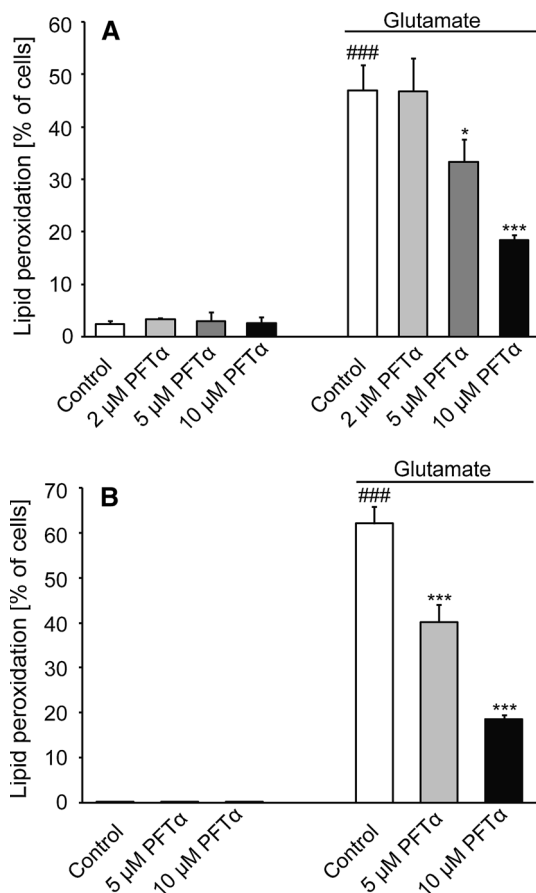 A
Glutamate
Lipid peroxidation [% of cells]
60
50
40
30
20
10
0
###
*
***
Control
2 µM PFTα
5 µM PFTα
10 µM PFTα
Control
2 µM PFTα
5 µM PFTα
10 µM PFTα
B
Glutamate
Lipid peroxidation [% of cells]
70
60
50
40
30
20
10
0
###
***
***
Control
5 µM PFTα
10 µM PFTα
Control
5 µM PFTα
10 µM PFTα